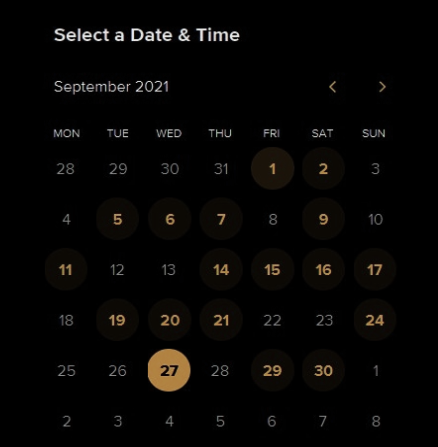 Select a Date & Time
September 2021
MON TUE WED THU FRI SAT SUN
28 29 30 31 1 2 3
4 5 6 7 8 9 10
11 12 13 14 15 16 17
18 19 20 21 22 23 24
25 26 27 28 29 30 1
2 3 4 5 6 7 8